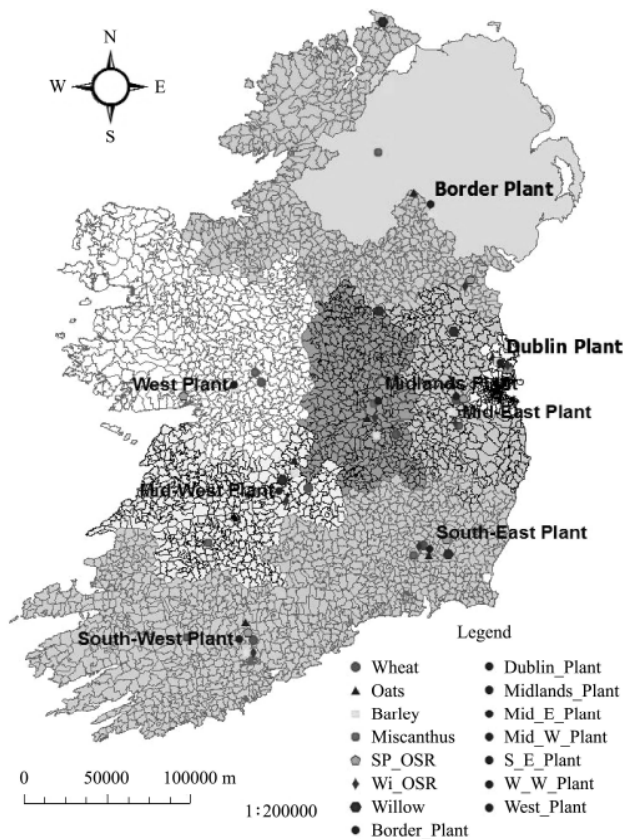 N
W E
S
Border Plant
Dublin Plant
West Plant
Midlands Plant
Mid-East Plant
Mid-West Plant
South-East Plant
South-West Plant
Legend
Wheat
Oats
Barley
Miscanthus
SP_OSR
Wi_OSR
Willow
Border_Plant
Dublin_Plant
Midlands_Plant
Mid_E_Plant
Mid_W_Plant
S_E_Plant
W_W_Plant
West_Plant
0 50000 100000 m
1:200000